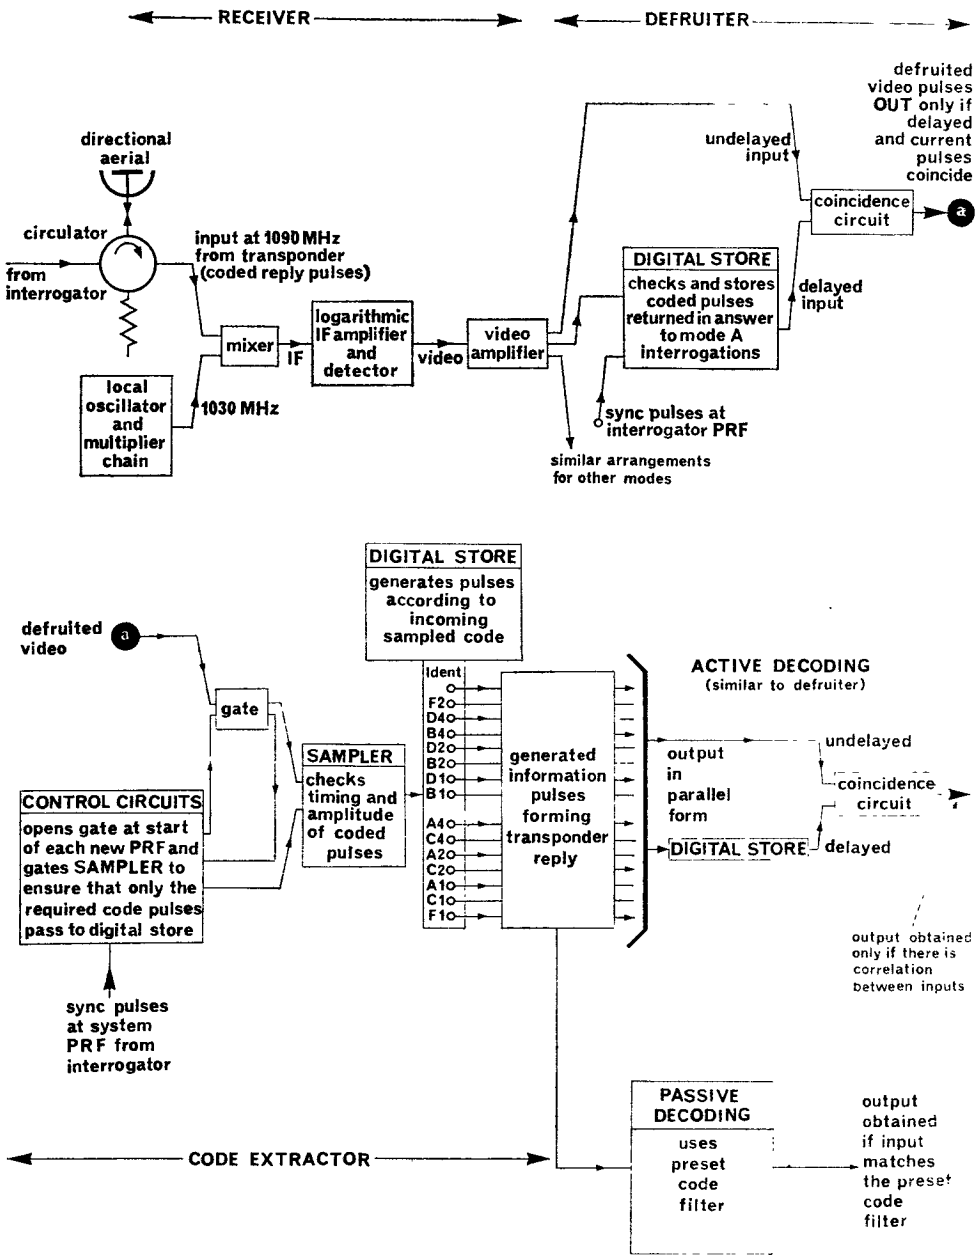 RECEIVER
DEFRUITER
defruited
video pulses
OUT only if
delayed
and current
pulses
coincide
directional
aerial
undelayed
input
coincidence
circuit
a
circulator
input at 1090 MHz
from transponder
(coded reply pulses)
from
interrogator
DIGITAL STORE
checks and stores
coded pulses
returned in answer
to mode A
interrogations
delayed
input
mixer
IF
logarithmic
IF amplifier
and
detector
video
video
amplifier
local
oscillator
and
multiplier
chain
1030 MHz
sync pulses at
interrogator PRF
similar arrangements
for other modes
DIGITAL STORE
generates pulses
according to
incoming
sampled code
defruited
video
a
gate
Ident
F2
D4
B4
D2
B2
D1
B1
A4
C4
A2
C2
A1
C1
F1
SAMPLER
checks
timing and
amplitude
of coded
pulses
generated
information
pulses
forming
transponder
reply
ACTIVE DECODING
(similar to defruiter)
output
in
parallel
form
undelayed
coincidence
circuit
DIGITAL STORE
delayed
CONTROL CIRCUITS
opens gate at start
of each new PRF and
gates SAMPLER to
ensure that only the
required code pulses
pass to digital store
output obtained
only if there is
correlation
between inputs
sync pulses
at system
PRF from
interrogator
CODE EXTRACTOR
PASSIVE
DECODING
uses
preset
code
filter
output
obtained
if input
matches
the preset
code
filter